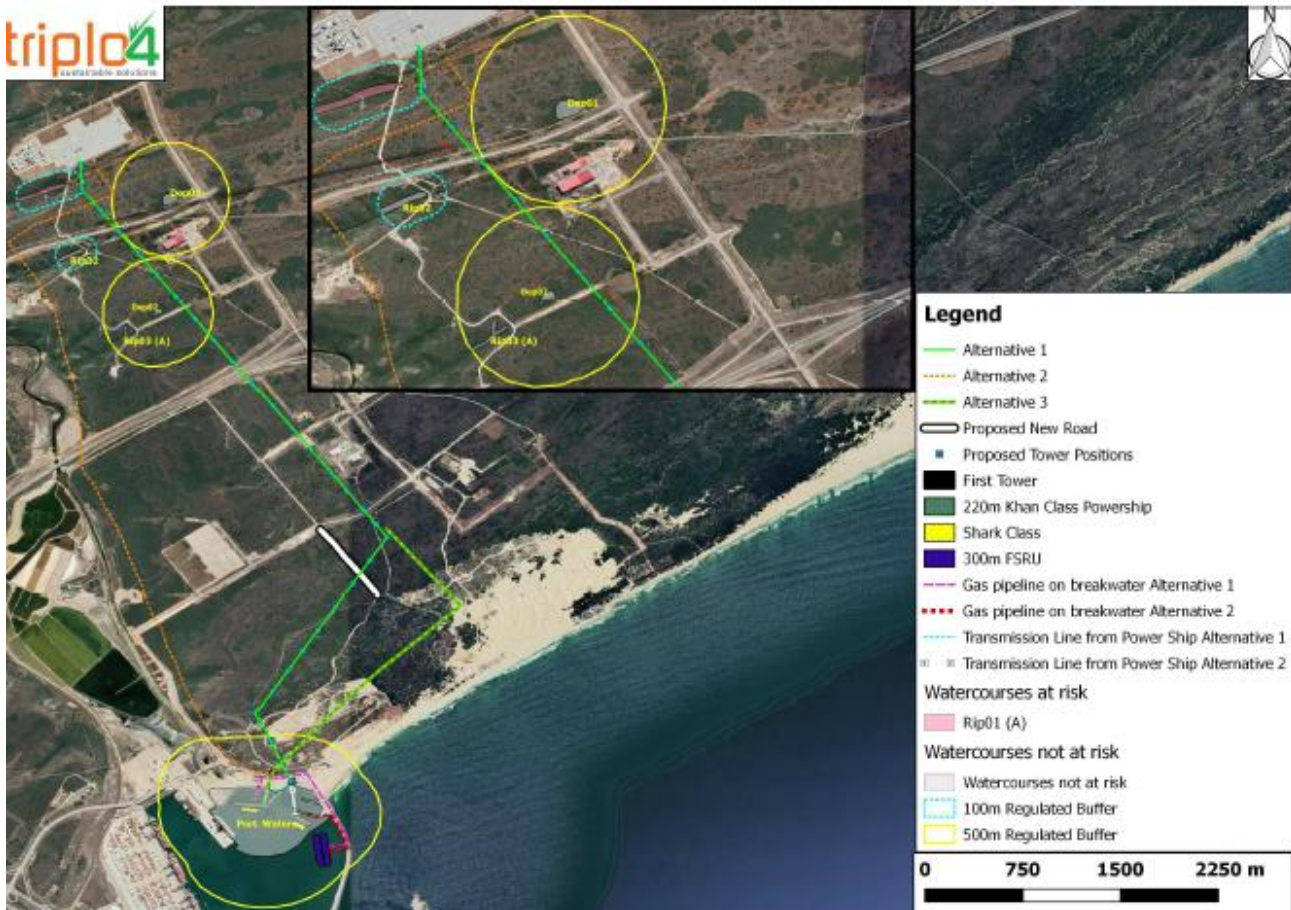 triplo4
sustainable solutions
N
Dep01
Rip02
Dep02
Rip03 (A)
Rip02
Rip03 (A)
Port Waters
Legend
Alternative 1
Alternative 2
Alternative 3
Proposed New Road
Proposed Tower Positions
First Tower
220m Khan Class Powership
Shark Class
300m FSRU
Gas pipeline on breakwater Alternative 1
Gas pipeline on breakwater Alternative 2
Transmission Line from Power Ship Alternative 1
Transmission Line from Power Ship Alternative 2
Watercourses at risk
Rip01 (A)
Watercourses not at risk
Watercourses not at risk
100m Regulated Buffer
500m Regulated Buffer
0 750 1500 2250 m